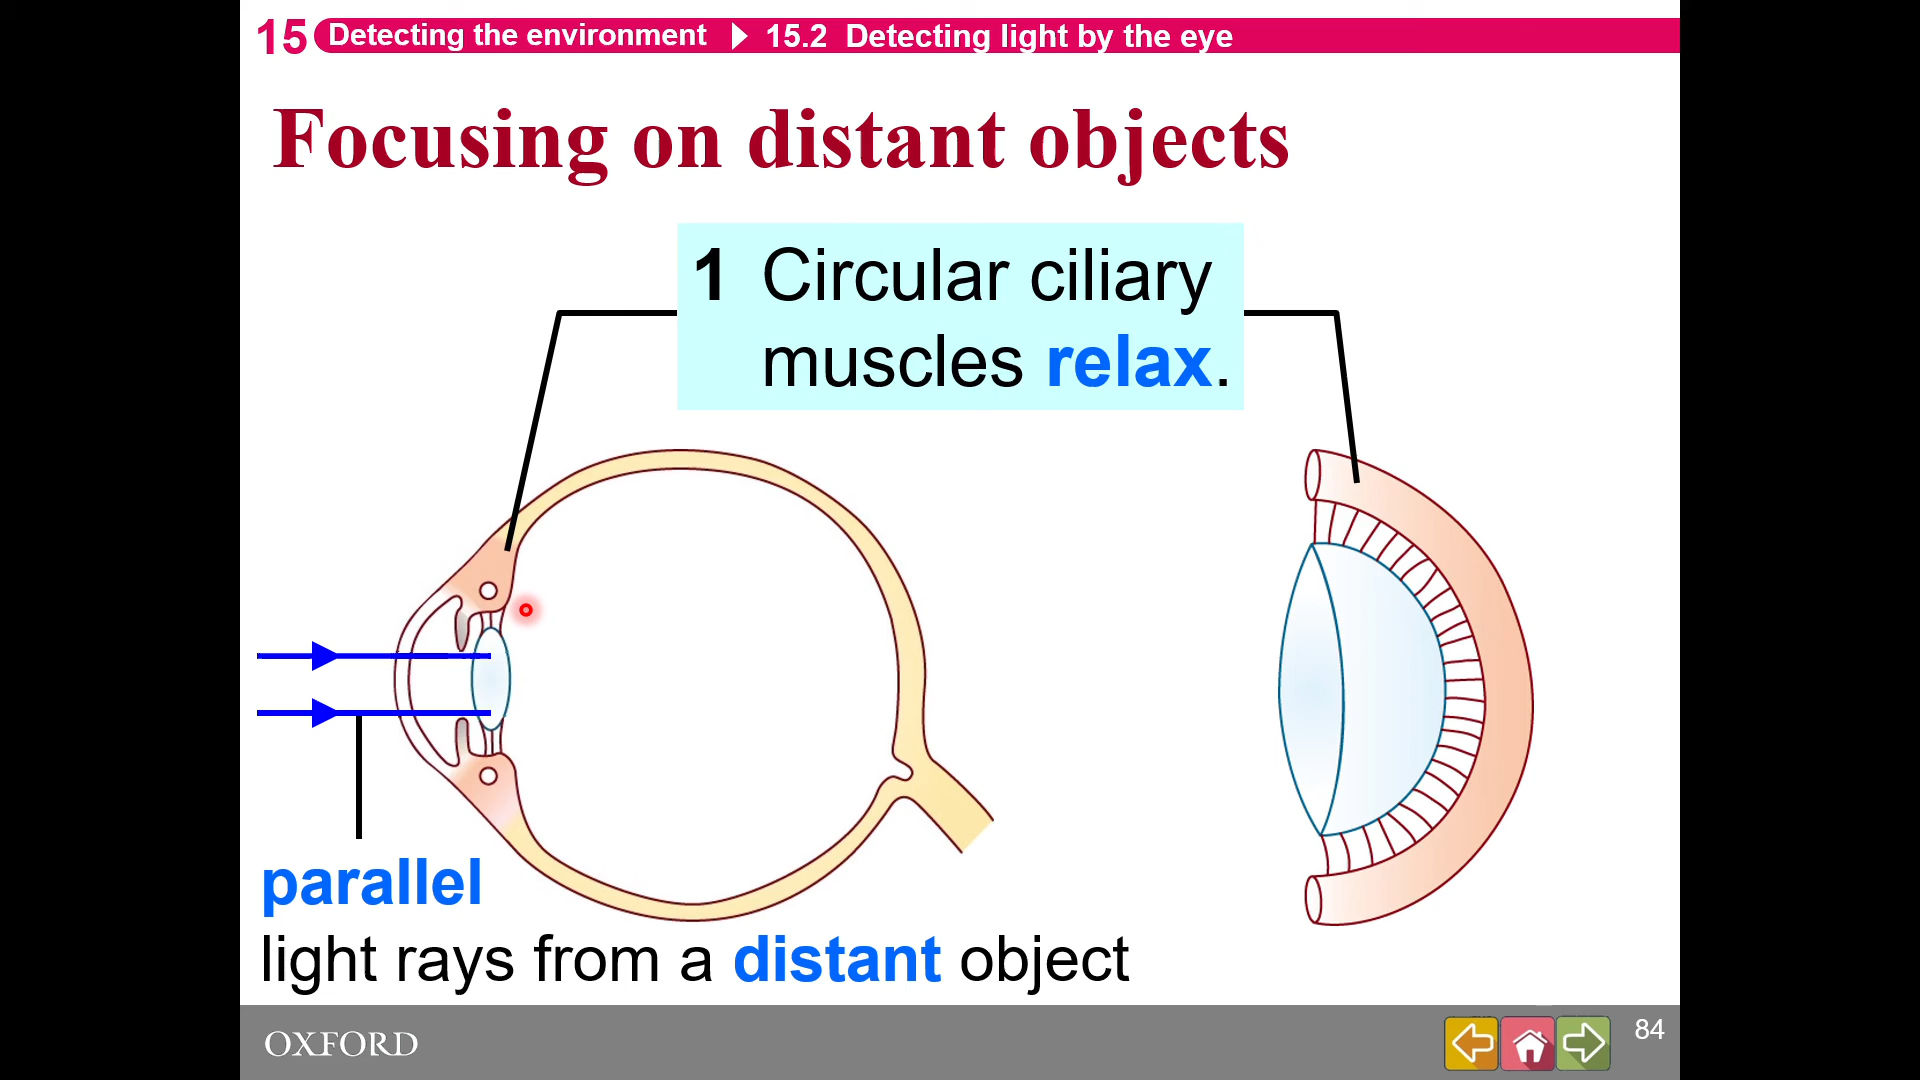 15 Detecting the environment 15.2 Detecting light by the eye
Focusing on distant objects
1 Circular ciliary
muscles relax.
parallel
light rays from a distant object
OXFORD
84